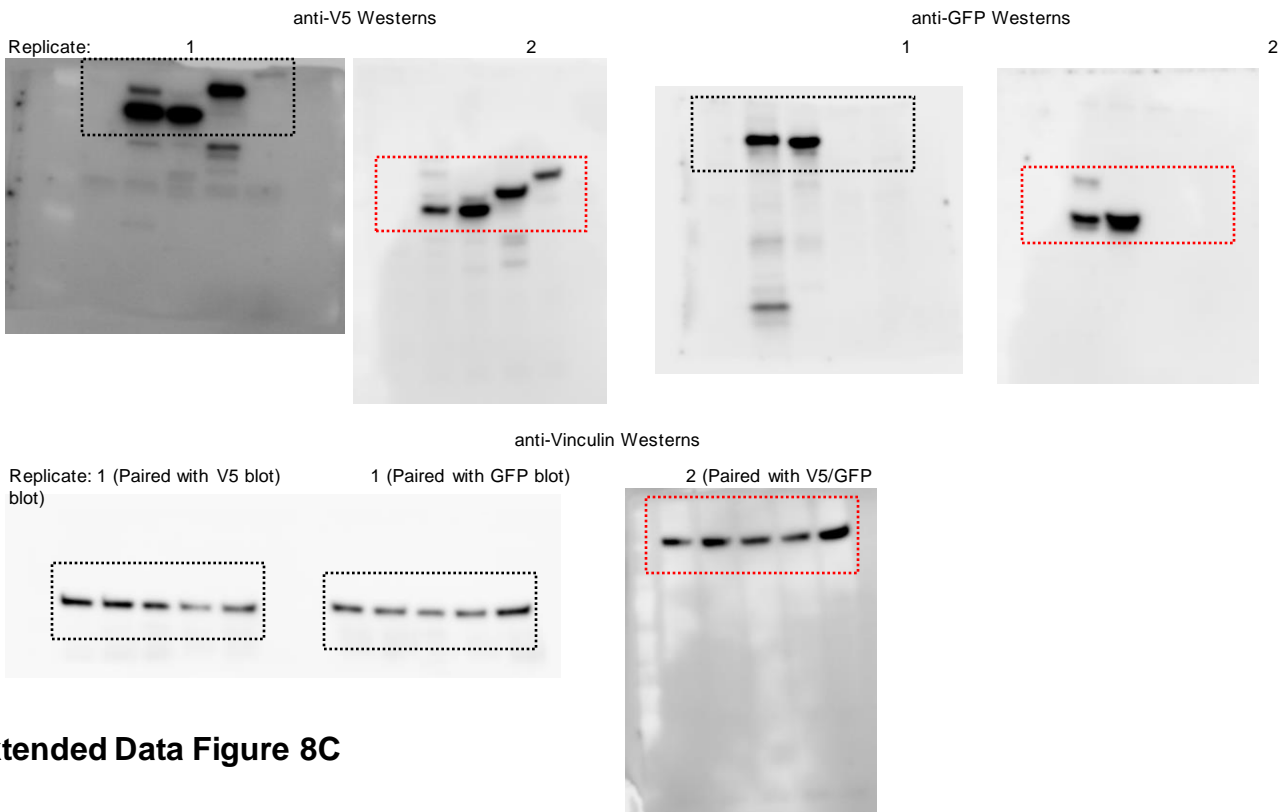 anti-V5 Westerns
anti-GFP Westerns
Replicate: 1 2 1 2
anti-Vinculin Westerns
Replicate: 1 (Paired with V5 blot) 1 (Paired with GFP blot) 2 (Paired with V5/GFP
blot)
tended Data Figure 8C